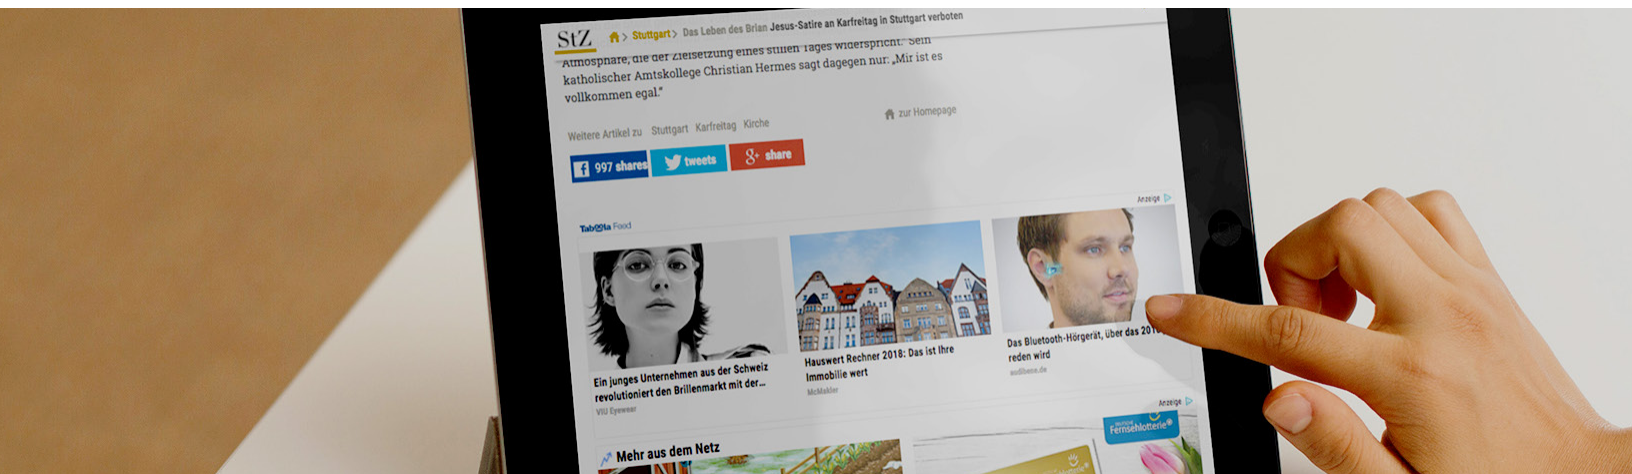 StZ
Stuttgart > Das Leben des Brian Jesus-Satire an Karfreitag in Stuttgart verboten
Atmosphäre, die der Zielsetzung eines stillen Tages widerspricht.“ Sein
katholischer Amtskollege Christian Hermes sagt dagegen nur: „Mir ist es
vollkommen egal.“
zur Homepage
Weitere Artikel zu Stuttgart Karfreitag Kirche
997 shares
tweets
g+ share
Anzeige
Taboola Feed
Ein junges Unternehmen aus der Schweiz
revolutioniert den Brillenmarkt mit der...
VIU Eyewear
Hauswert Rechner 2018: Das ist Ihre
Immobilie wert
McMakler
Das Bluetooth-Hörgerät, über das
reden wird
audibene.de
Anzeige
Mehr aus dem Netz
DEUTSCHE
Fernsehlotterie